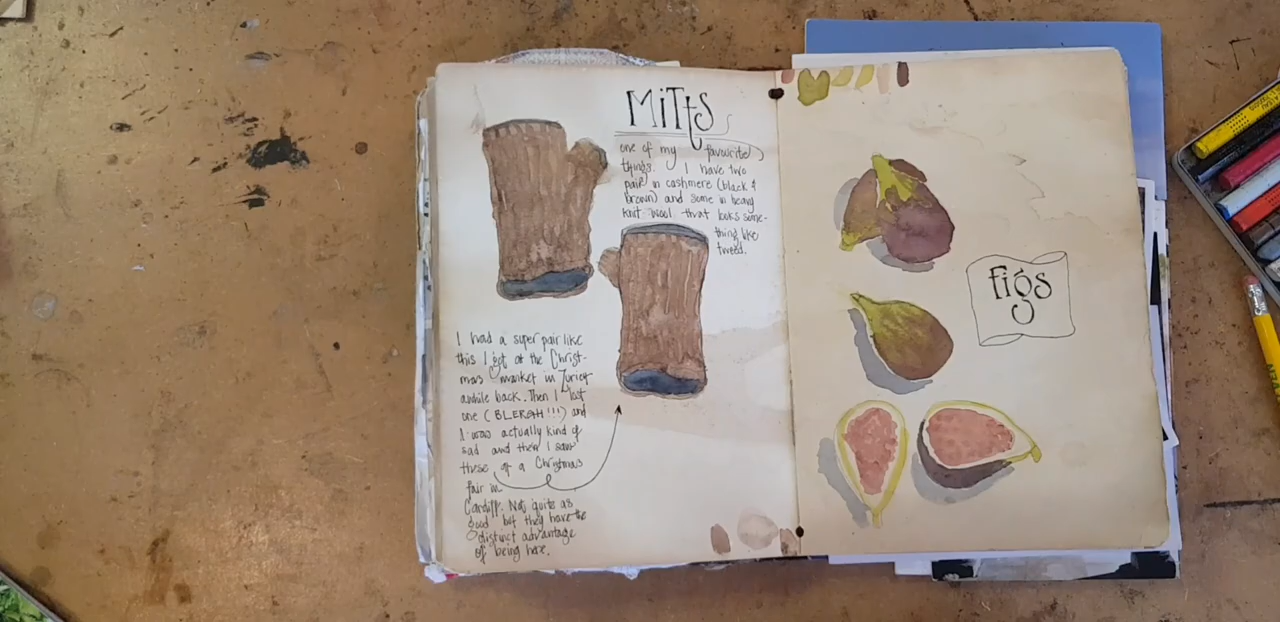 MiTts
one of my favourite
things. I have two
pair in cashmere (black &
brown) and some in heavy
knit wool that looks some-
thing like
tweed.
I had a super pair like
this I got at the Christ-
mas market in Zurich
awhile back. Then I lost
one (BLERGH!!!) and
I was actually kind of
sad and then I saw
these at a Christmas
fair in
Cardiff. Not quite as
good but they have the
distinct advantage
of being here.
figs